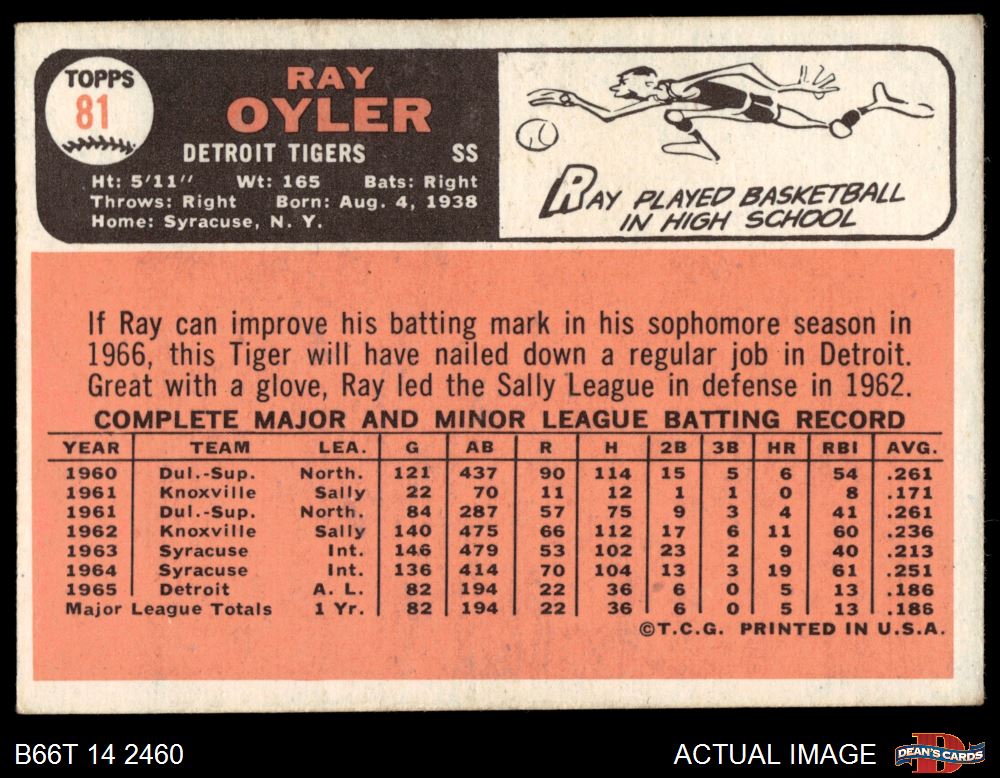 TOPPS
81
RAY
OYLER
DETROIT TIGERS SS
Ht: 5'11" Wt: 165 Bats: Right
Throws: Right Born: Aug. 4, 1938
Home: Syracuse, N. Y.
RAY PLAYED BASKETBALL
IN HIGH SCHOOL
If Ray can improve his batting mark in his sophomore season in
1966, this Tiger will have nailed down a regular job in Detroit.
Great with a glove, Ray led the Sally League in defense in 1962.
COMPLETE MAJOR AND MINOR LEAGUE BATTING RECORD
YEAR TEAM LEA. G AB R H 2B 3B HR RBI AVG.
1960 Dul.-Sup. North. 121 437 90 114 15 5 6 54 .261
1961 Knoxville Sally 22 70 11 12 1 1 0 8 .171
1961 Dul.-Sup. North. 84 287 57 75 9 3 4 41 .261
1962 Knoxville Sally 140 475 66 112 17 6 11 60 .236
1963 Syracuse Int. 146 479 53 102 23 2 9 40 .213
1964 Syracuse Int. 136 414 70 104 13 3 19 61 .251
1965 Detroit A. L. 82 194 22 36 6 0 5 13 .186
Major League Totals 1 Yr. 82 194 22 36 6 0 5 13 .186
©T.C.G. PRINTED IN U.S.A.
B66T 14 2460 ACTUAL IMAGE
D
DEAN'S CARDS